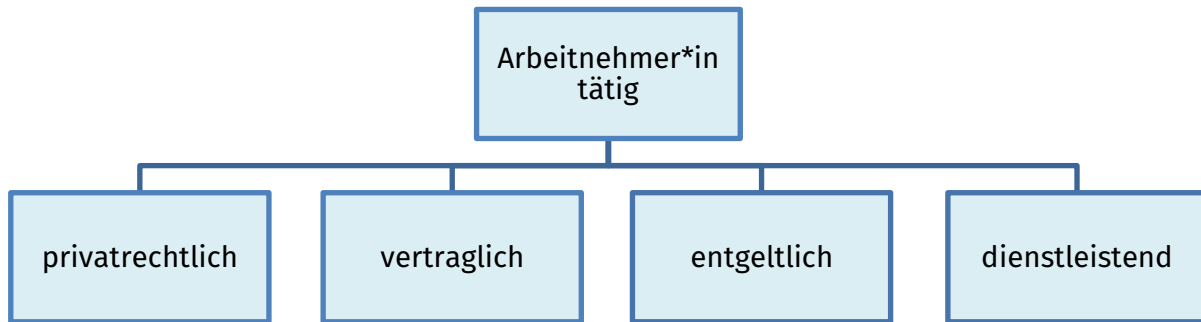 Arbeitnehmer*in
tätig
privatrechtlich
vertraglich
entgeltlich
dienstleistend